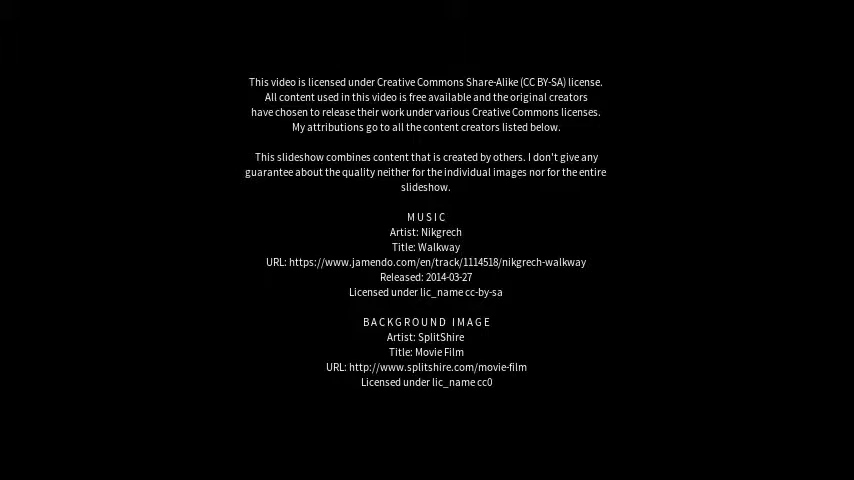 This video is licensed under Creative Commons Share-Alike (CC BY-SA) license.
All content used in this video is free available and the original creators
have chosen to release their work under various Creative Commons licenses.
My attributions go to all the content creators listed below.
This slideshow combines content that is created by others. I don't give any
guarantee about the quality neither for the individual images nor for the entire
slideshow.
MUSIC
Artist: Nikgrech
Title: Walkway
URL: https://www.jamendo.com/en/track/1114518/nikgrech-walkway
Released: 2014-03-27
Licensed under lic_name cc-by-sa
BACKGROUND IMAGE
Artist: SplitShire
Title: Movie Film
URL: http://www.splitshire.com/movie-film
Licensed under lic_name cc0